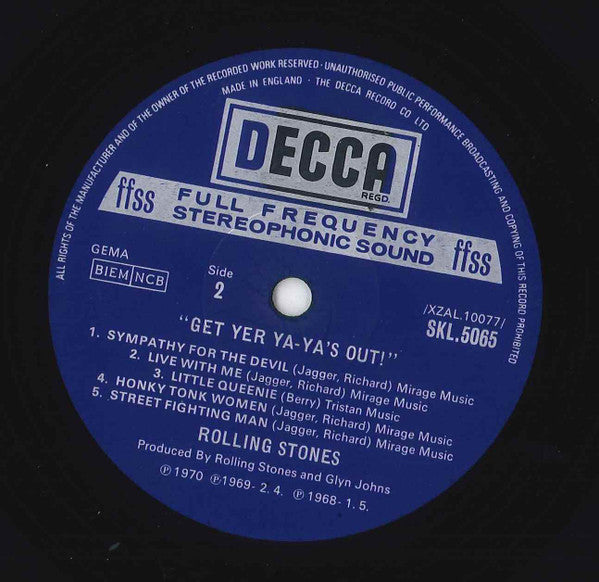 ALL RIGHTS OF THE MANUFACTURER AND OF THE OWNER OF THE RECORDED WORK RESERVED · UNAUTHORISED PUBLIC PERFORMANCE BROADCASTING AND COPYING OF THIS RECORD PROHIBITED
MADE IN ENGLAND · THE DECCA RECORD CO LTD
DECCA
REGD.
ffss FULL FREQUENCY ffss
STEREOPHONIC SOUND
GEMA
BIEM NCB
Side
2
/XZAL.10077/
SKL.5065
"GET YER YA-YA'S OUT!"
1. SYMPATHY FOR THE DEVIL (Jagger, Richard) Mirage Music
2. LIVE WITH ME (Jagger, Richard) Mirage Music
3. LITTLE QUEENIE (Berry) Tristan Music
4. HONKY TONK WOMEN (Jagger, Richard) Mirage Music
5. STREET FIGHTING MAN (Jagger, Richard) Mirage Music
ROLLING STONES
Produced By Rolling Stones and Glyn Johns
℗1970 ℗1969-2.4. ℗1968-1.5.